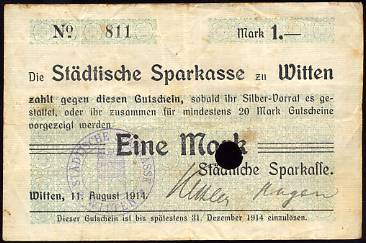 No 811 Mark 1.—
Die Städtische Sparkasse zu Witten
zahlt gegen diesen Gutschein, sobald ihr Silber-Vorrat es ge-
stattet, oder ihr zusammen für mindestens 20 Mark Gutscheine
vorgezeigt werden
Eine Mark
Städtische Sparkasse.
Witten, 11. August 1914.
Dieser Gutschein ist bis spätestens 31. Dezember 1914 einzulösen.